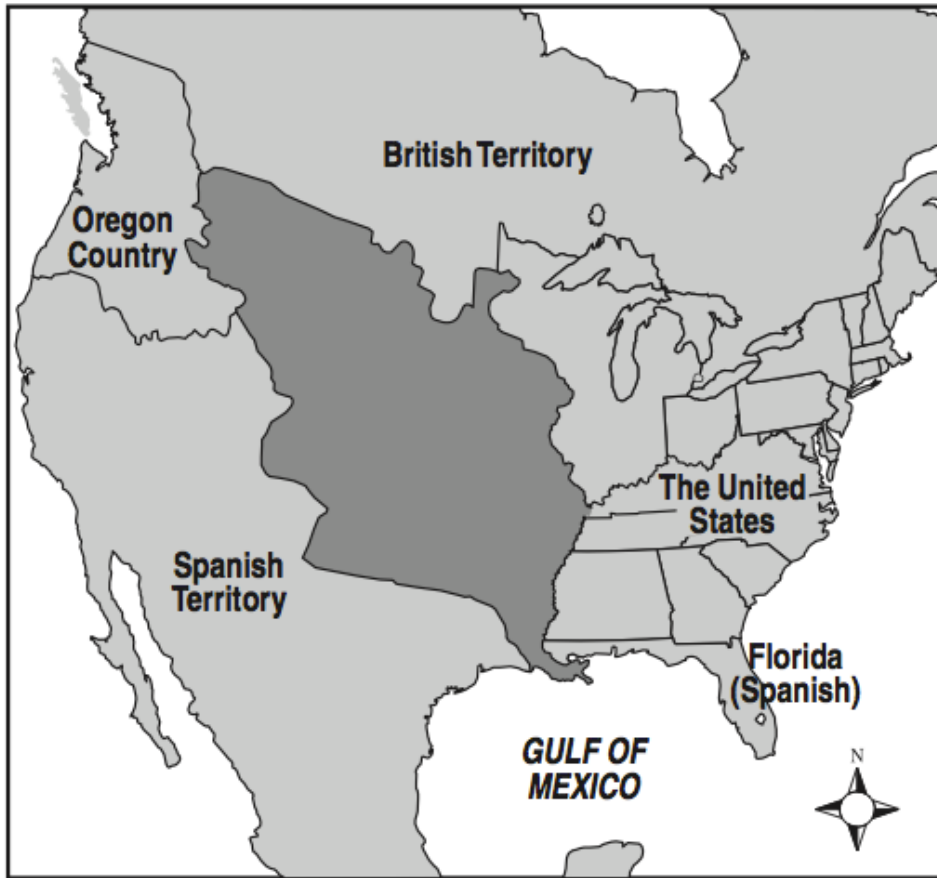 British Territory
Oregon
Country
The United
States
Spanish
Territory
Florida
(Spanish)
GULF OF
MEXICO
N